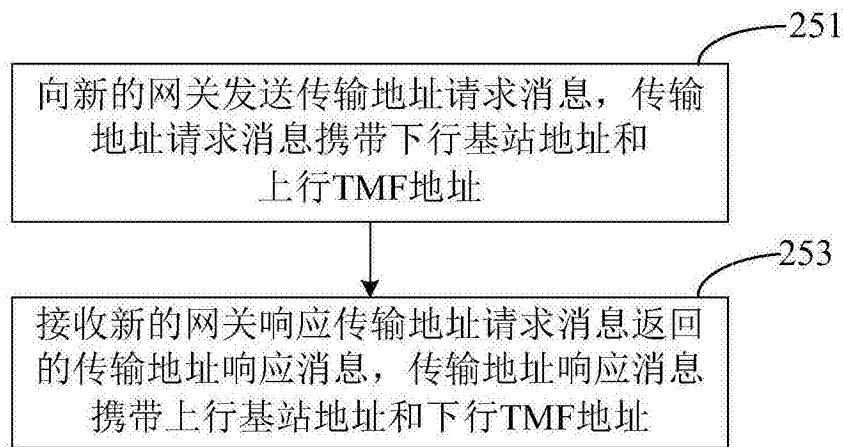 251
向新的网关发送传输地址请求消息，传输
地址请求消息携带下行基站地址和
上行TMF地址
253
接收新的网关响应传输地址请求消息返回
的传输地址响应消息，传输地址响应消息
携带上行基站地址和下行TMF地址